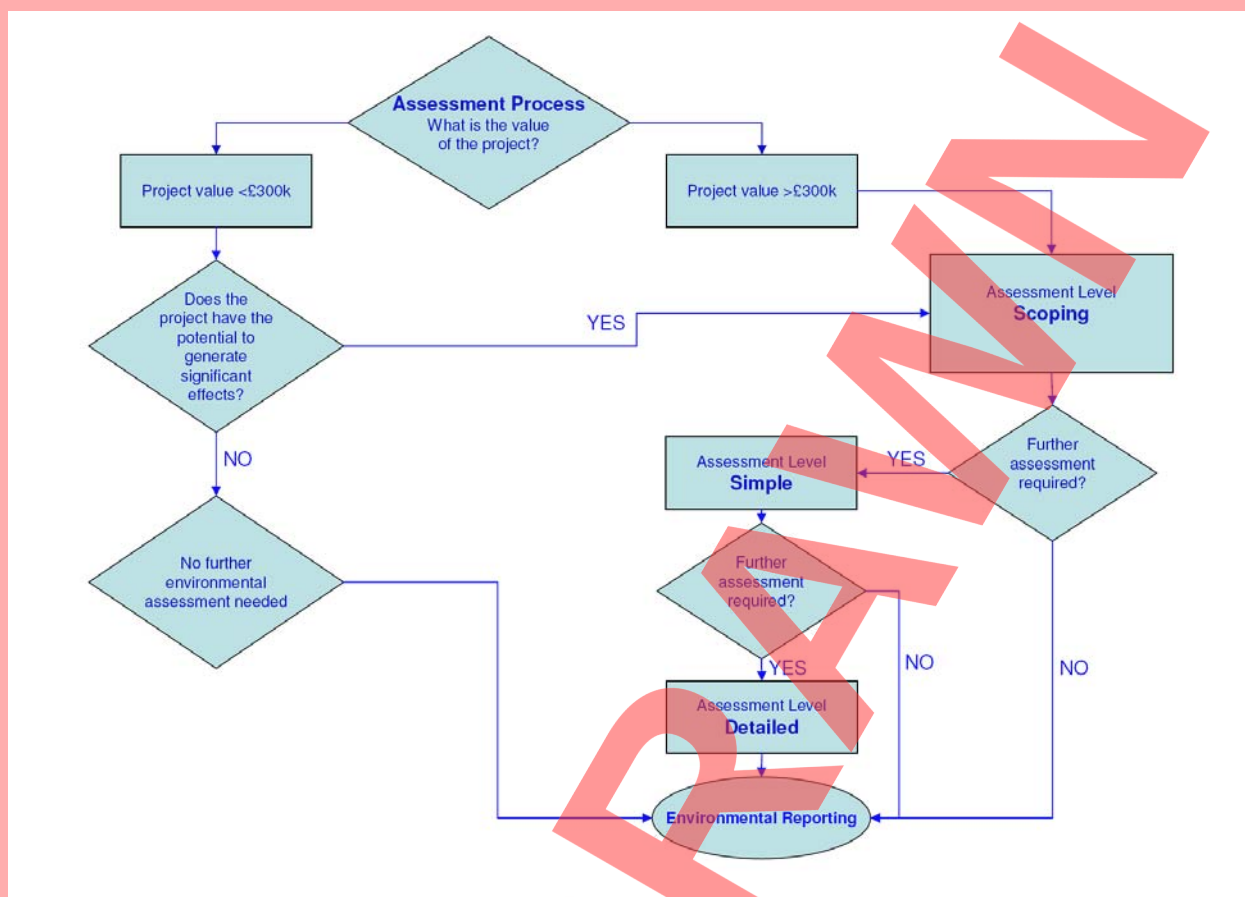 Assessment Process
What is the value
of the project?
Project value <£300k
Project value >£300k
Does the
project have the
potential to
generate
significant
effects?
YES
Assessment Level
Scoping
NO
Assessment Level
Simple
YES
Further
assessment
required?
No further
environmental
assessment needed
Further
assessment
required?
NO
NO
YES
Assessment Level
Detailed
Environmental Reporting